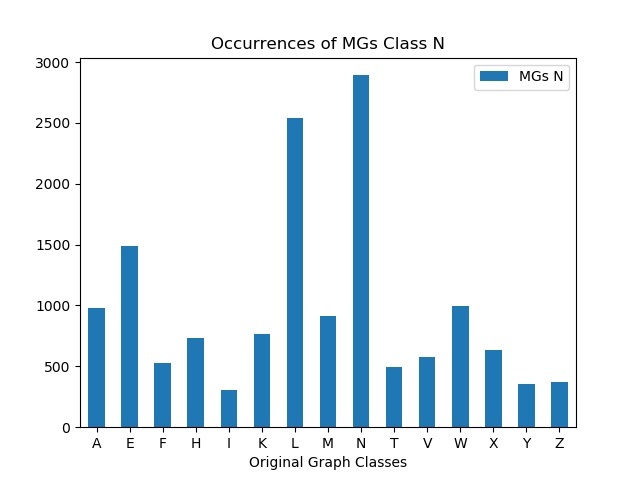 Occurrences of MGs Class N
MGs N
3000
2500
2000
1500
1000
500
0
A E F H I K L M N T V W X Y Z
Original Graph Classes